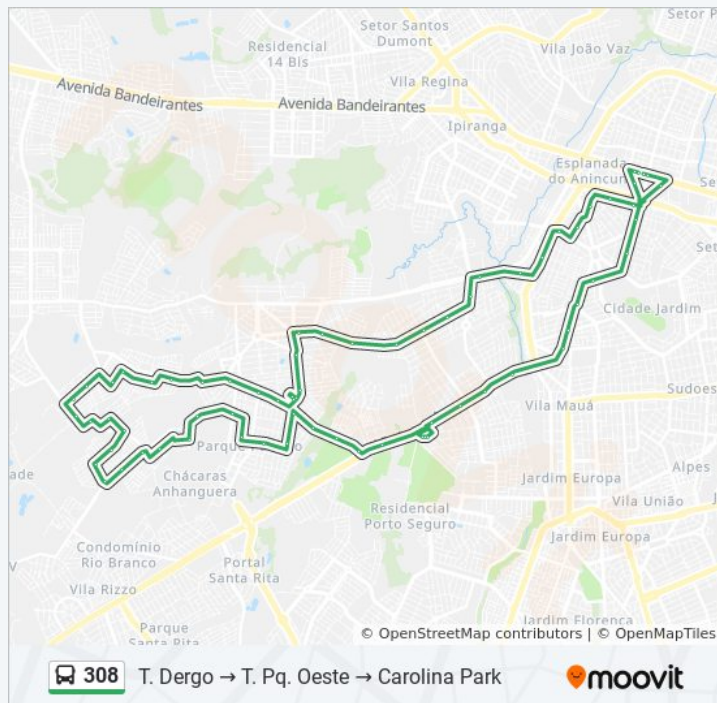 Setor Santos
Dumont
Residencial
14 Bis
Vila João Vaz
Vila Regina
Avenida Bandeirantes
Avenida Bandeirantes
Ipiranga
Esplanada
do Anicun
Cidade Jardim
Sudoes
Vila Mauá
Parque
Chácaras
Anhanguera
Alpes
Jardim Europa
Vila União
Residencial
Porto Seguro
Jardim Europa
Condomínio
Rio Branco
Portal
Santa Rita
Vila Rizzo
Parque
Santa Rita
Jardim Florença
© OpenStreetMap contributors | © OpenMapTiles
308 T. Dergo → T. Pq. Oeste → Carolina Park
moovit